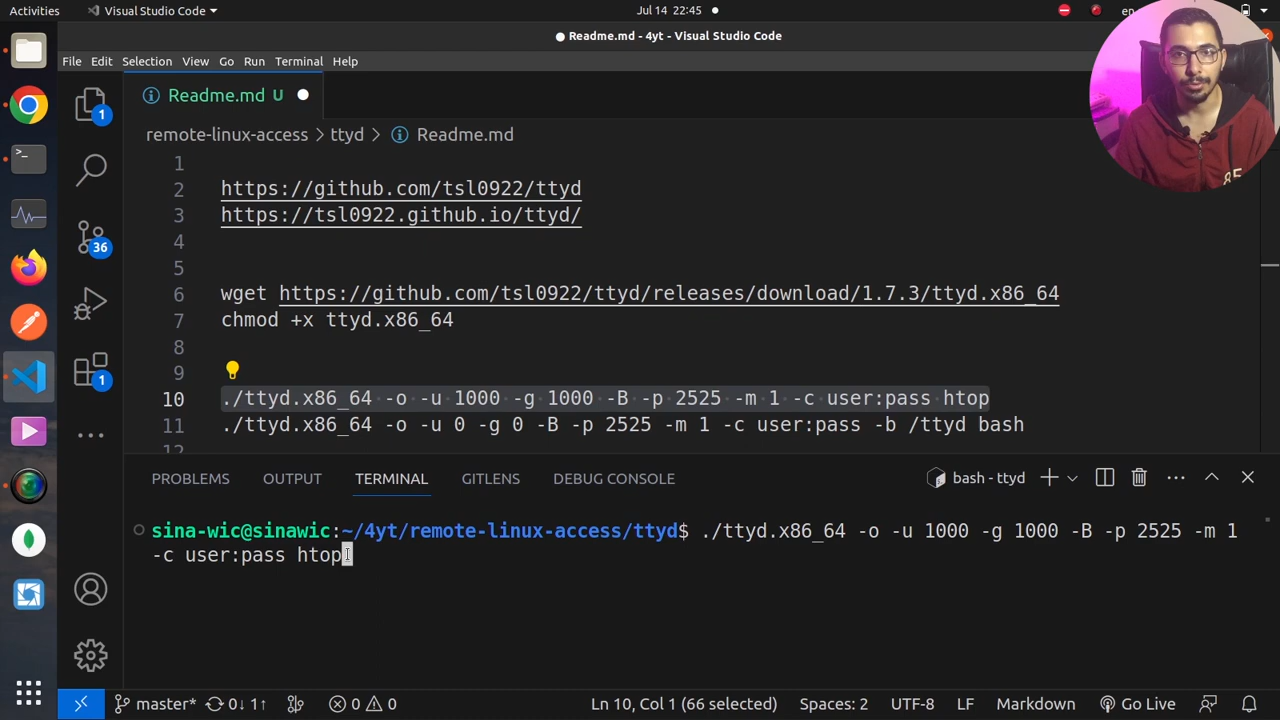 Activities
Visual Studio Code
Jul 14 22:45
en
Readme.md - 4yt - Visual Studio Code
File Edit Selection View Go Run Terminal Help
Readme.md U
remote-linux-access > ttyd > Readme.md
1
2 https://github.com/tsl0922/ttyd
3 https://tsl0922.github.io/ttyd/
4
5
6 wget https://github.com/tsl0922/ttyd/releases/download/1.7.3/ttyd.x86_64
7 chmod +x ttyd.x86_64
8
9
10 ./ttyd.x86_64 -o -u 1000 -g 1000 -B -p 2525 -m 1 -c user:pass htop
11 ./ttyd.x86_64 -o -u 0 -g 0 -B -p 2525 -m 1 -c user:pass -b /ttyd bash
12
1
36
1
PROBLEMS OUTPUT TERMINAL GITLENS DEBUG CONSOLE
bash - ttyd
sina-wic@sinawic:~/4yt/remote-linux-access/ttyd$ ./ttyd.x86_64 -o -u 1000 -g 1000 -B -p 2525 -m 1
-c user:pass htop
master* 0↓ 1↑ 0 0
Ln 10, Col 1 (66 selected) Spaces: 2 UTF-8 LF Markdown Go Live